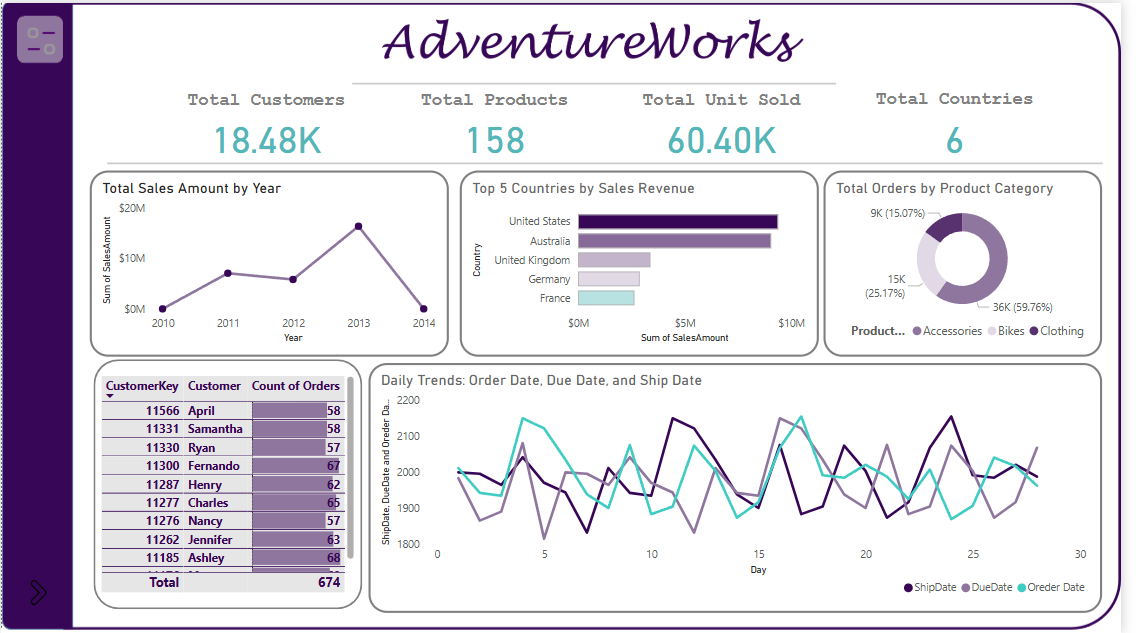 AdventureWorks
Total Customers
18.48K
Total Products
158
Total Unit Sold
60.40K
Total Countries
6
Total Sales Amount by Year
Sum of SalesAmount
$20M
$10M
$0M
2010 2011 2012 2013 2014
Year
Top 5 Countries by Sales Revenue
Country
United States
Australia
United Kingdom
Germany
France
$0M $5M $10M
Sum of SalesAmount
Total Orders by Product Category
9K (15.07%)
15K
(25.17%)
36K (59.76%)
Product... Accessories Bikes Clothing
CustomerKey Customer Count of Orders
11566 April 58
11331 Samantha 58
11330 Ryan 57
11300 Fernando 67
11287 Henry 62
11277 Charles 65
11276 Nancy 57
11262 Jennifer 63
11185 Ashley 68
Total 674
Daily Trends: Order Date, Due Date, and Ship Date
ShipDate, DueDate and Oreder Da...
2200
2100
2000
1900
1800
0 5 10 15 20 25 30
Day
ShipDate DueDate Oreder Date